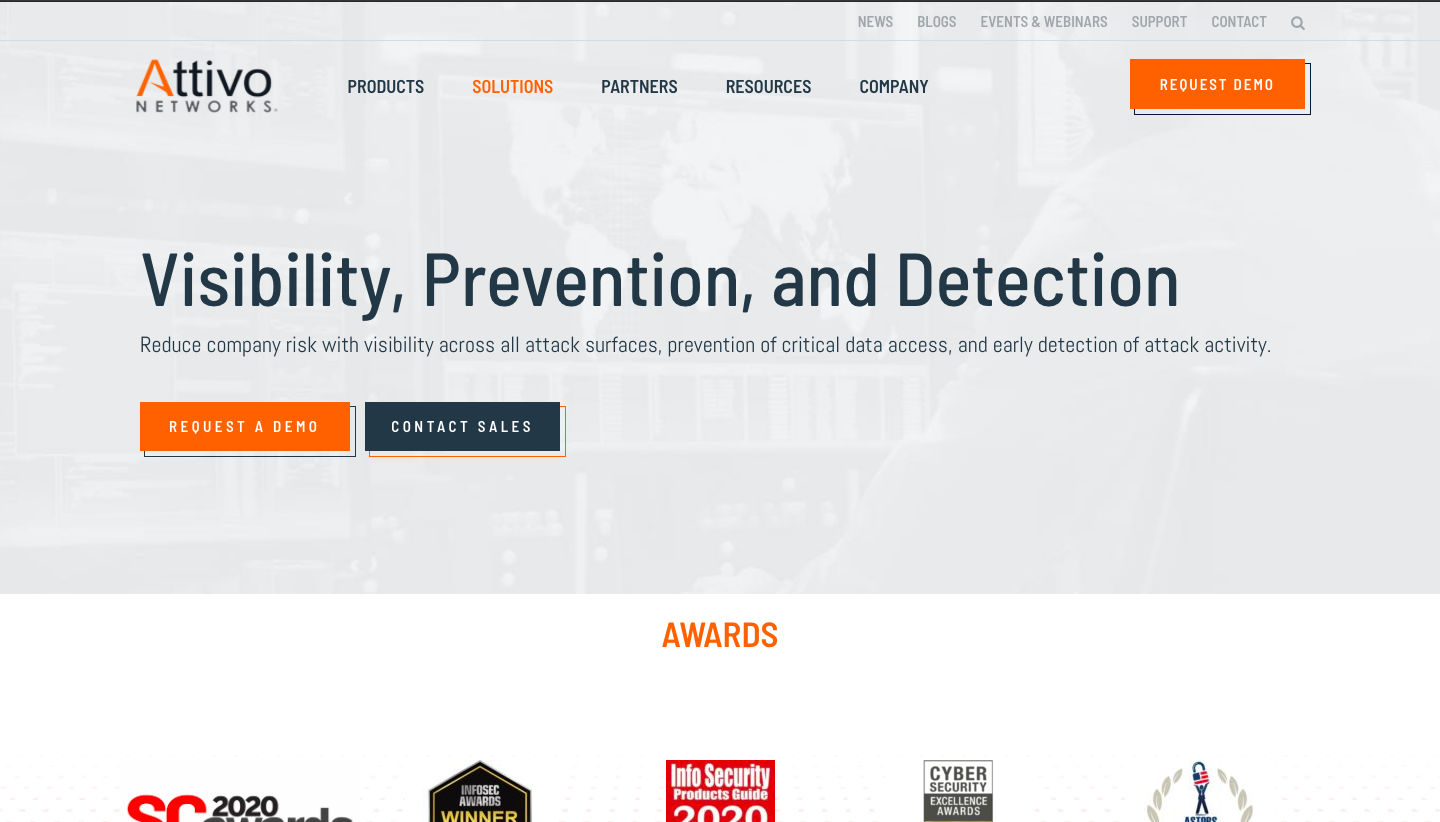 NEWS BLOGS EVENTS & WEBINARS SUPPORT CONTACT
Attivo
NETWORKS.
PRODUCTS SOLUTIONS PARTNERS RESOURCES COMPANY
REQUEST DEMO
Visibility, Prevention, and Detection
Reduce company risk with visibility across all attack surfaces, prevention of critical data access, and early detection of attack activity.
REQUEST A DEMO CONTACT SALES
AWARDS
SC 2020
awards
INFOSEC
AWARDS
WINNER
Info Security
Products Guide
2020
CYBER
SECURITY
EXCELLENCE
AWARDS
ASTORS